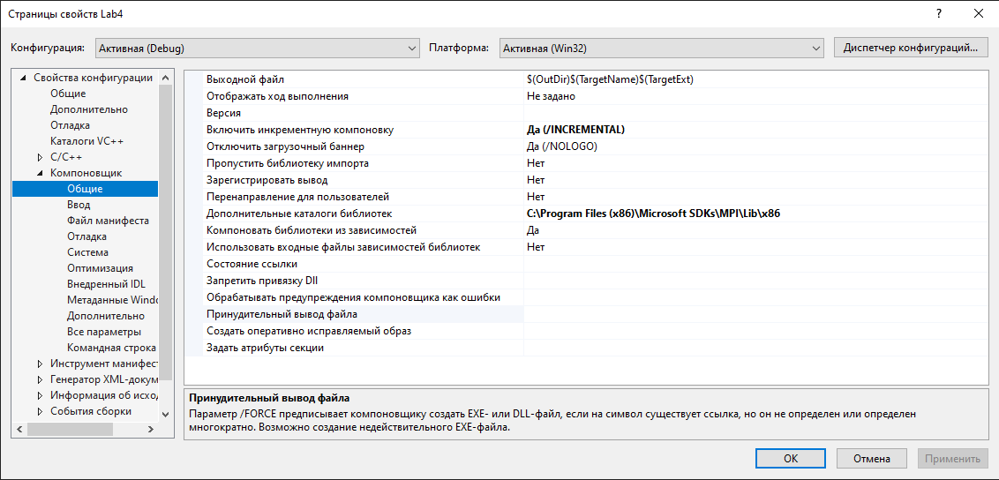 Страницы свойств Lab4
?
Конфигурация: Активная (Debug) Платформа: Активная (Win32) Диспетчер конфигураций...
Свойства конфигурации
Общие
Дополнительно
Отладка
Каталоги VC++
C/C++
Компоновщик
Общие
Ввод
Файл манифеста
Отладка
Система
Оптимизация
Внедренный IDL
Метаданные Windo
Дополнительно
Все параметры
Командная строка
Инструмент манифест
Генератор XML-докум
Информация об исход
События сборки
Выходной файл $(OutDir)$(TargetName)$(TargetExt)
Отображать ход выполнения Не задано
Версия
Включить инкрементную компоновку Да (/INCREMENTAL)
Отключить загрузочный баннер Да (/NOLOGO)
Пропустить библиотеку импорта Нет
Зарегистрировать вывод Нет
Перенаправление для пользователей Нет
Дополнительные каталоги библиотек C:\Program Files (x86)\Microsoft SDKs\MPI\Lib\x86
Компоновать библиотеки из зависимостей Да
Использовать входные файлы зависимостей библиотек Нет
Состояние ссылки
Запретить привязку Dll
Обрабатывать предупреждения компоновщика как ошибки
Принудительный вывод файла
Создать оперативно исправляемый образ
Задать атрибуты секции
Принудительный вывод файла
Параметр /FORCE предписывает компоновщику создать EXE- или DLL-файл, если на символ существует ссылка, но он не определен или определен
многократно. Возможно создание недействительного EXE-файла.
ОК Отмена Применить